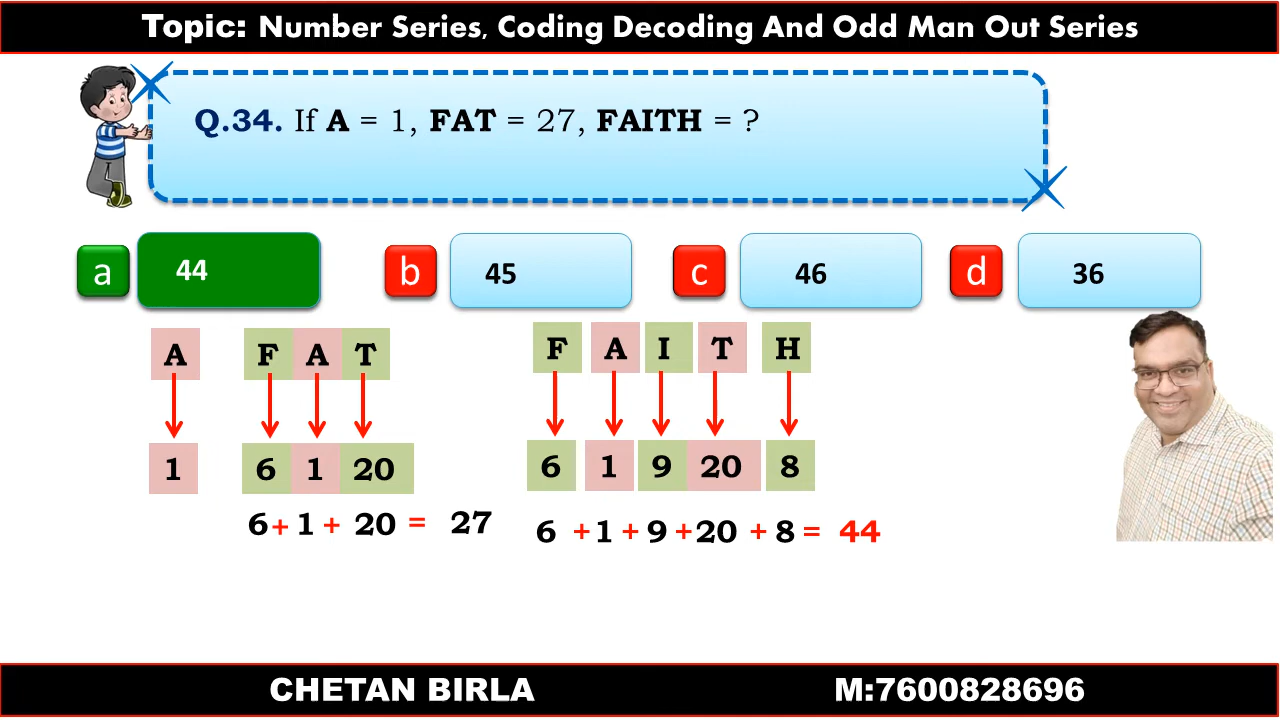 Topic: Number Series, Coding Decoding And Odd Man Out Series
Q.34. If A = 1, FAT = 27, FAITH = ?
a 44 b 45 c 46 d 36
A F A T F A I T H
1 6 1 20 6 1 9 20 8
6+ 1 + 20 = 27 6 +1 + 9 +20 + 8 = 44
CHETAN BIRLA M:7600828696